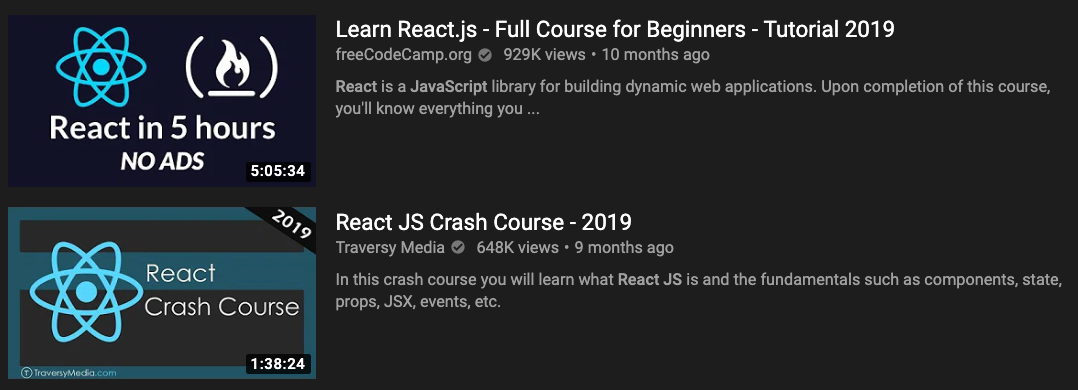 React in 5 hours
NO ADS
5:05:34
Learn React.js - Full Course for Beginners - Tutorial 2019
freeCodeCamp.org 929K views • 10 months ago
React is a JavaScript library for building dynamic web applications. Upon completion of this course,
you'll know everything you ...
2019
React
Crash Course
1:38:24
TraversyMedia.com
React JS Crash Course - 2019
Traversy Media 648K views • 9 months ago
In this crash course you will learn what React JS is and the fundamentals such as components, state,
props, JSX, events, etc.